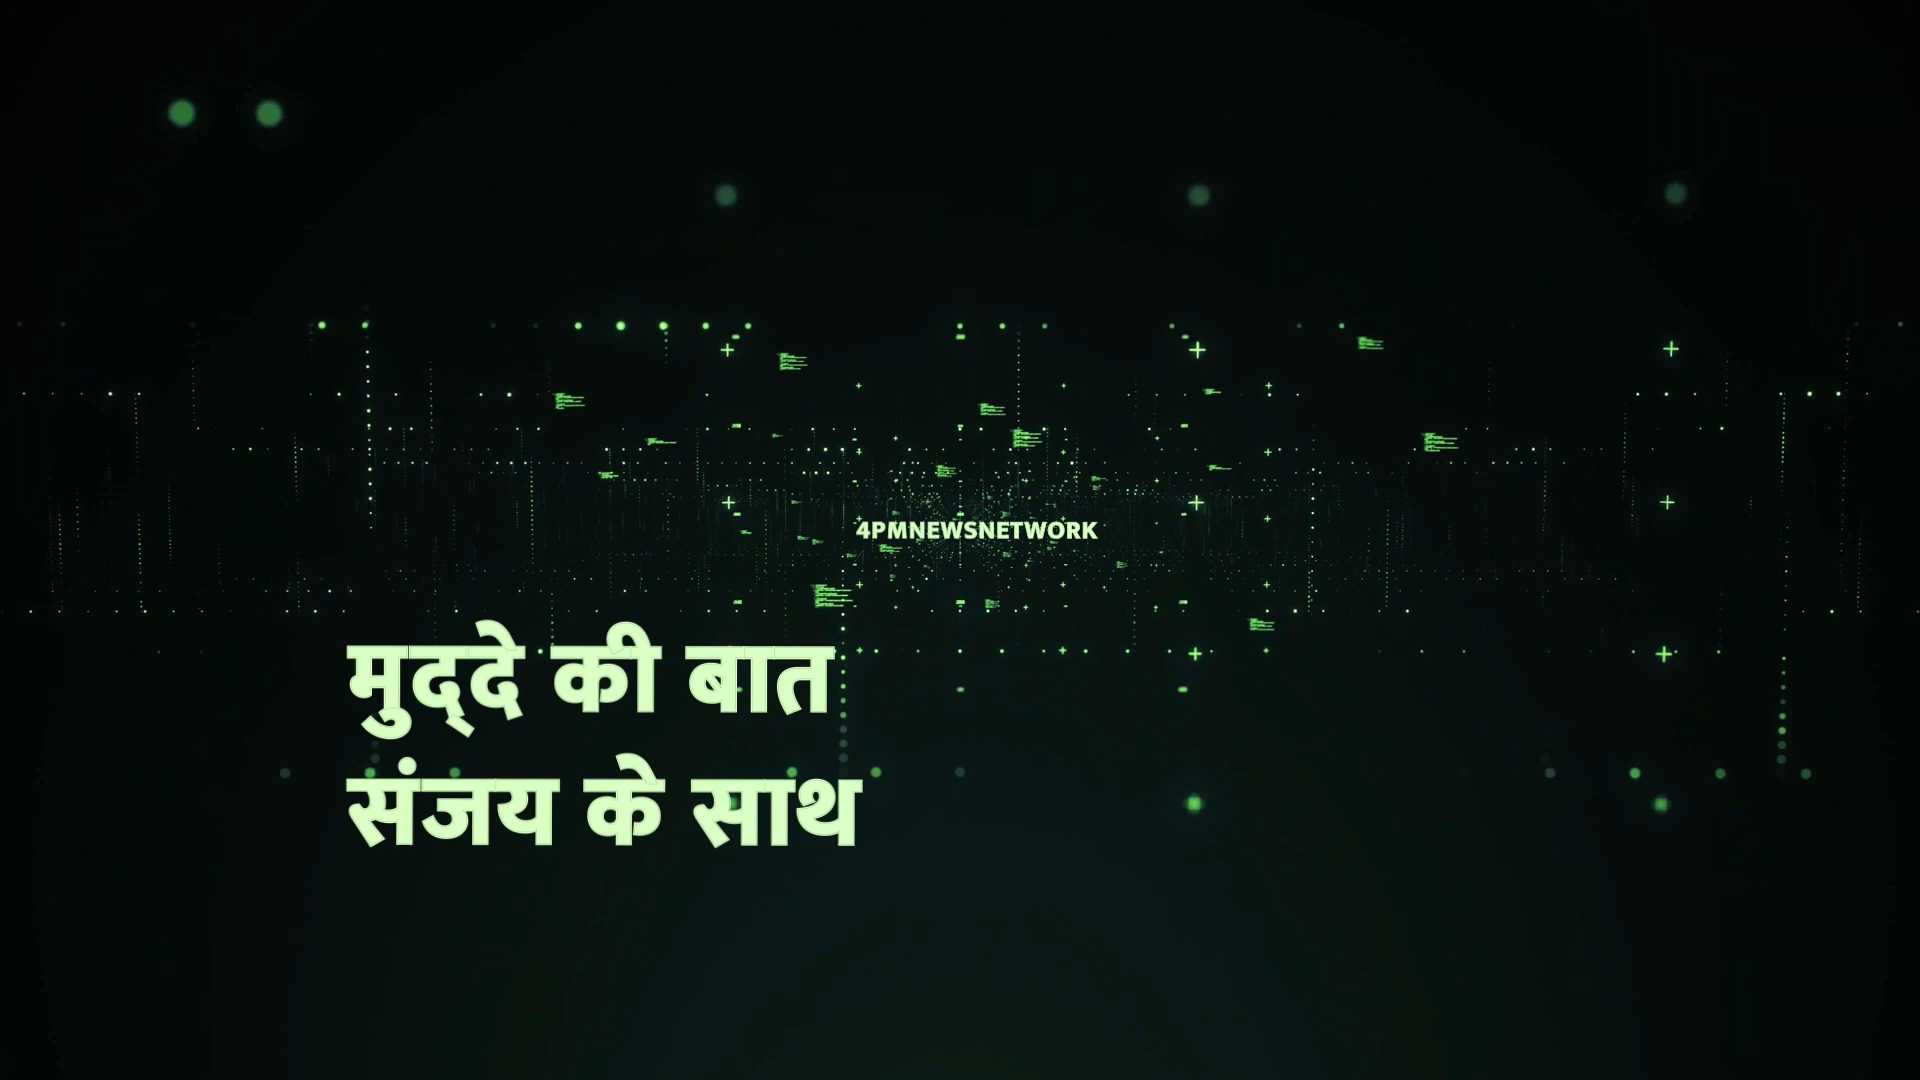 4PMNEWSNETWORK
मुद्दे की बात
संजय के साथ